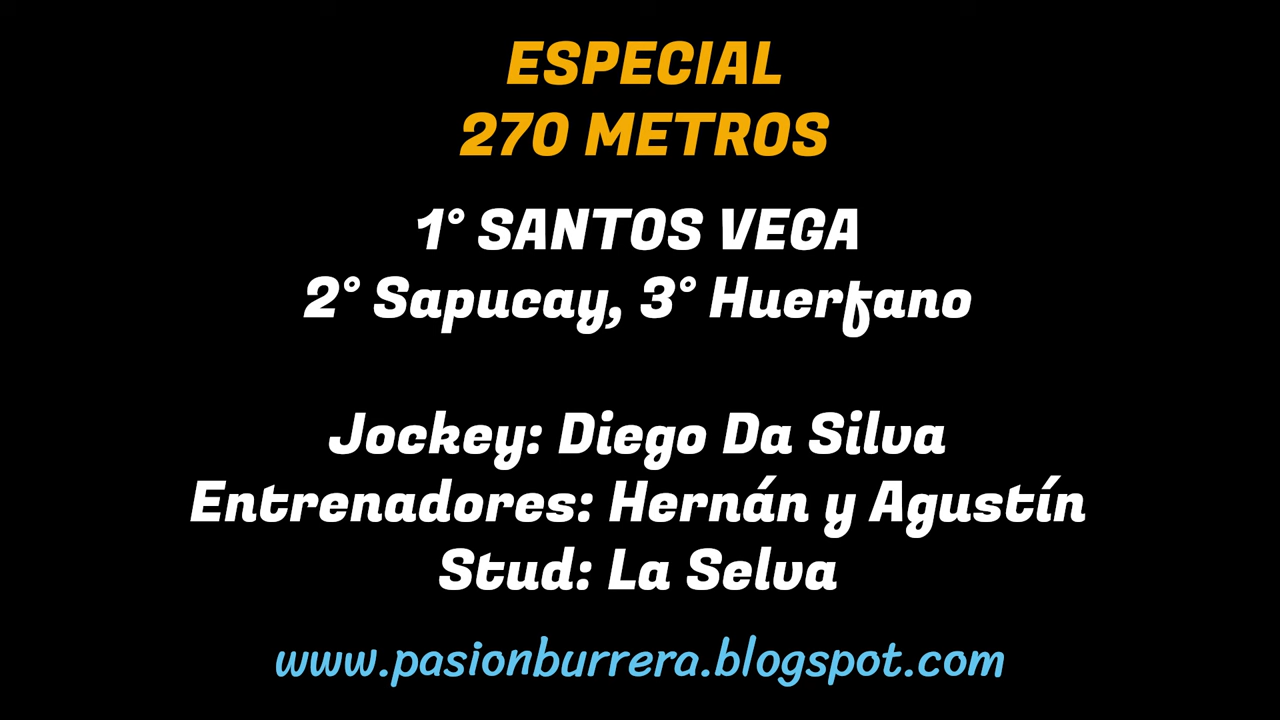 ESPECIAL
270 METROS
1° SANTOS VEGA
2° Sapucay, 3° Huerfano
Jockey: Diego Da Silva
Entrenadores: Hernán y Agustín
Stud: La Selva
www.pasionburrera.blogspot.com